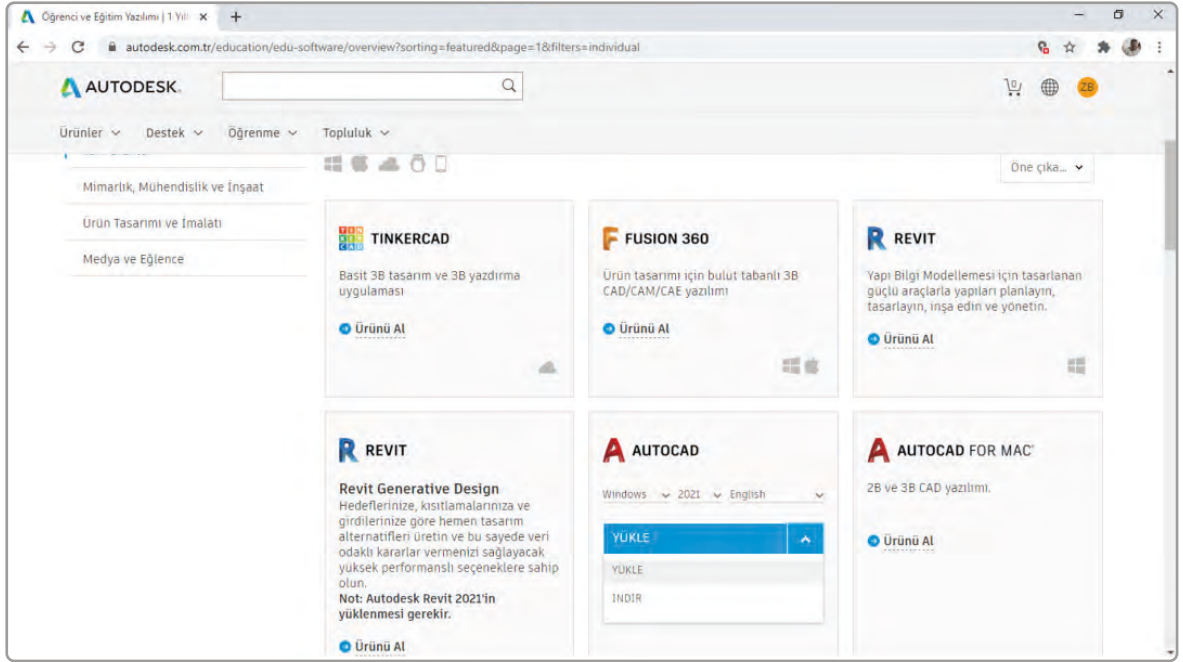 Öğrenci ve Eğitim Yazılımı | 1 Yıl
autodesk.com.tr/education/edu-software/overview?sorting=featured&page=1&filters=individual
AUTODESK.
0
ZB
Ürünler
Destek
Öğrenme
Topluluk
Öne çıka...
Mimarlık, Mühendislik ve İnşaat
Ürün Tasarımı ve İmalatı
Medya ve Eğlence
TINKERCAD
Basit 3B tasarım ve 3B yazdırma
uygulaması
Ürünü Al
FUSION 360
Ürün tasarımı için bulut tabanlı 3B
CAD/CAM/CAE yazılımı
Ürünü Al
REVIT
Yapı Bilgi Modellemesi için tasarlanan
güçlü araçlarla yapıları planlayın,
tasarlayın, inşa edin ve yönetin.
Ürünü Al
REVIT
Revit Generative Design
Hedeflerinize, kısıtlamalarınıza ve
girdilerinize göre hemen tasarım
alternatifleri üretin ve bu sayede veri
odaklı kararlar vermenizi sağlayacak
yüksek performanslı seçeneklere sahip
olun.
Not: Autodesk Revit 2021'in
yüklenmesi gerekir.
Ürünü Al
AUTOCAD
Windows 2021 English
YÜKLE
YÜKLE
INDIR
AUTOCAD FOR MAC
2B ve 3B CAD yazılımı.
Ürünü Al